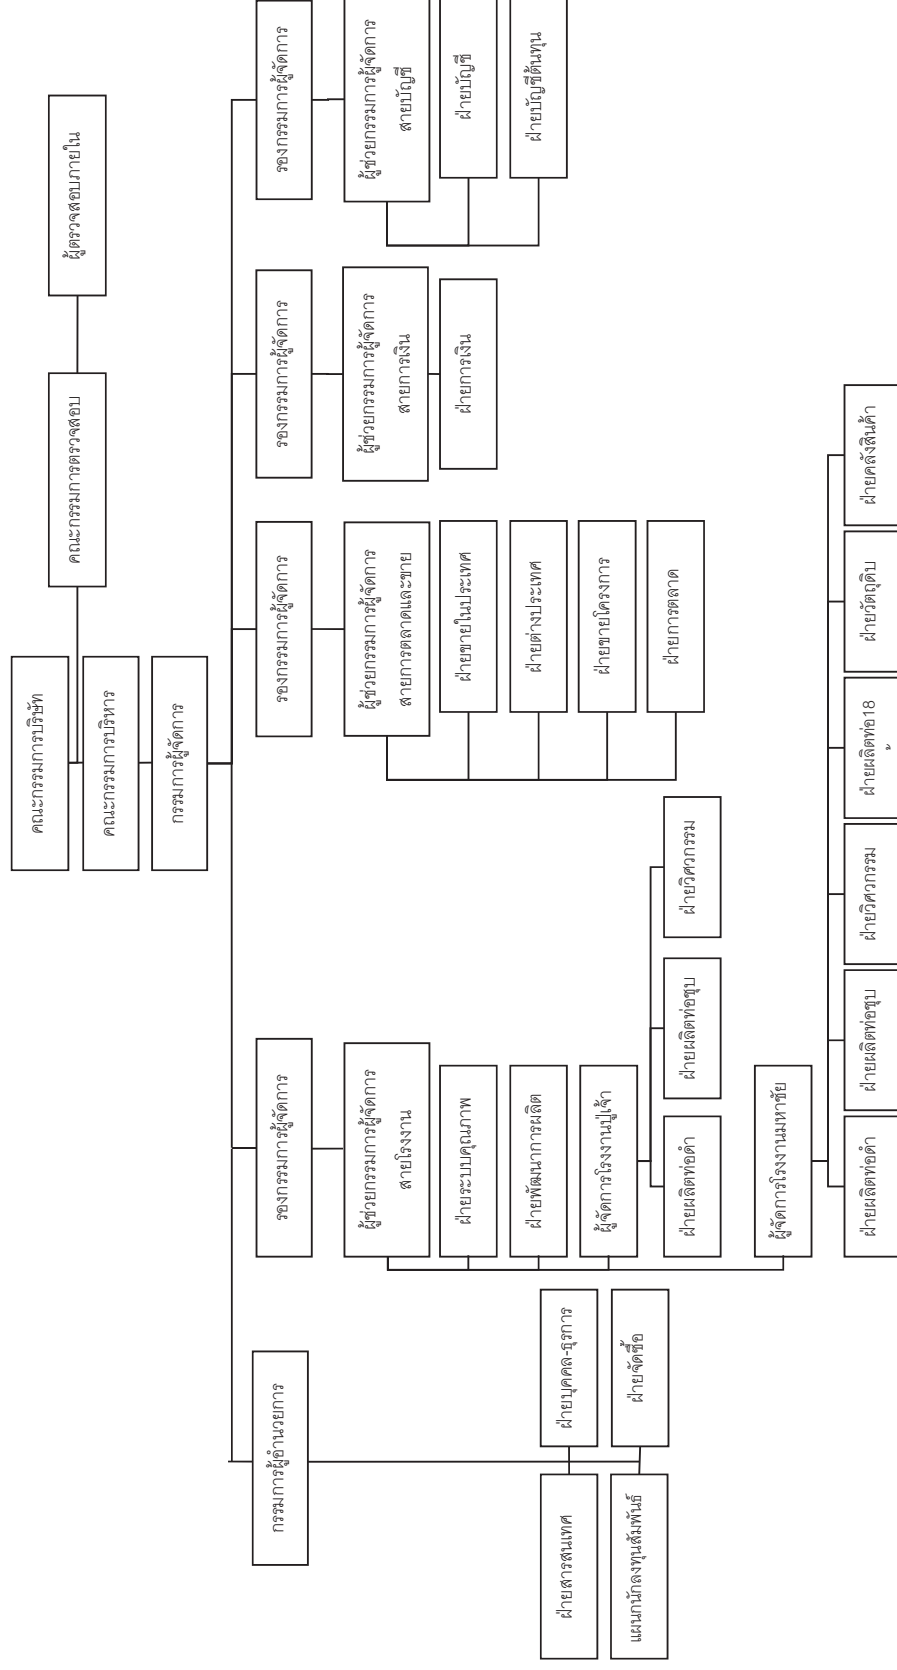 คณะกรรมการบริษัท
คณะกรรมการตรวจสอบ
ผู้ตรวจสอบภายใน
คณะกรรมการบริหาร
กรรมการผู้จัดการ
กรรมการผู้อำนวยการ
รองกรรมการผู้จัดการ
รองกรรมการผู้จัดการ
รองกรรมการผู้จัดการ
รองกรรมการผู้จัดการ
ผู้ช่วยกรรมการผู้จัดการ
สายโรงงาน
ผู้ช่วยกรรมการผู้จัดการ
สายการตลาดและขาย
ผู้ช่วยกรรมการผู้จัดการ
สายการเงิน
ผู้ช่วยกรรมการผู้จัดการ
สายบัญชี
ฝ่ายระบบคุณภาพ
ฝ่ายขายในประเทศ
ฝ่ายการเงิน
ฝ่ายบัญชี
ฝ่ายสารสนเทศ
ฝ่ายบุคคล-ธุรการ
ฝ่ายพัฒนาการผลิต
ฝ่ายต่างประเทศ
ฝ่ายบัญชีต้นทุน
แผนกนักลงทุนสัมพันธ์
ฝ่ายจัดซื้อ
ผู้จัดการโรงงานปู่เจ้า
ฝ่ายขายโครงการ
ฝ่ายการตลาด
ฝ่ายผลิตท่อดำ
ฝ่ายผลิตท่อชุบ
ฝ่ายวิศวกรรม
ผู้จัดการโรงงานมหาชัย
ฝ่ายผลิตท่อดำ
ฝ่ายผลิตท่อชุบ
ฝ่ายวิศวกรรม
ฝ่ายผลิตท่อ18
ฝ่ายวัตถุดิบ
ฝ่ายคลังสินค้า